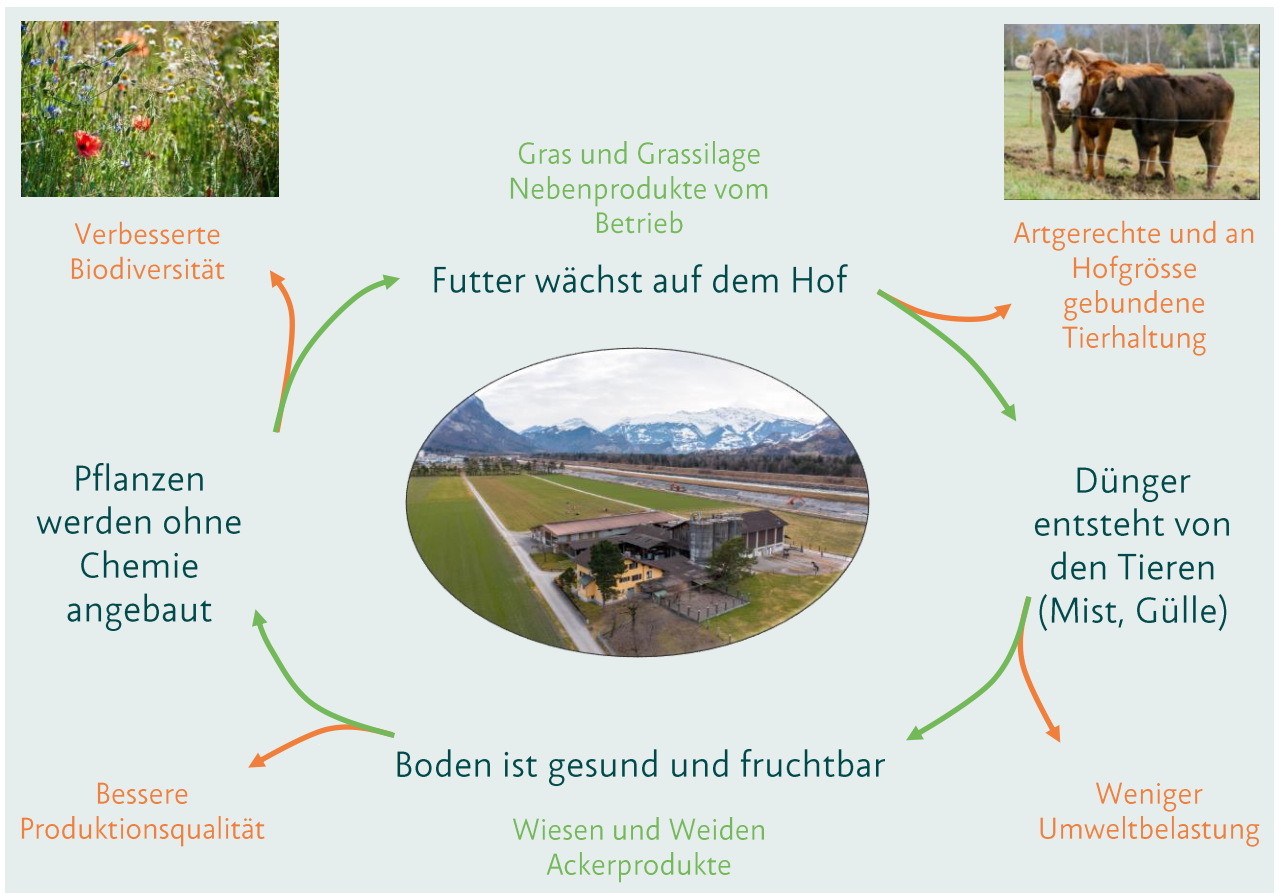 Gras und Grassilage
Nebenprodukte vom
Betrieb
Futter wächst auf dem Hof
Verbesserte
Biodiversität
Artgerechte und an
Hofgrösse
gebundene
Tierhaltung
Pflanzen
werden ohne
Chemie
angebaut
Dünger
entsteht von
den Tieren
(Mist, Gülle)
Boden ist gesund und fruchtbar
Wiesen und Weiden
Ackerprodukte
Bessere
Produktionsqualität
Weniger
Umweltbelastung